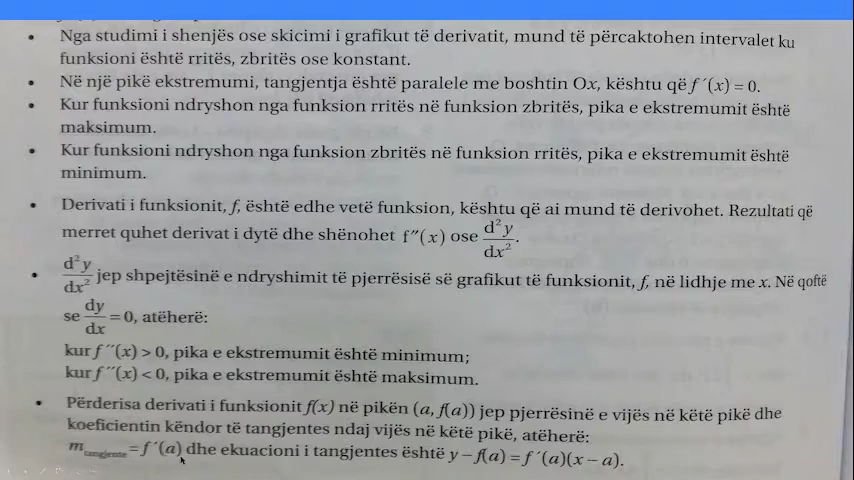 • Nga studimi i shenjës ose skicimi i grafikut të derivatit, mund të përcaktohen intervalet ku
funksioni është rritës, zbritës ose konstant.
• Në një pikë ekstremumi, tangjentja është paralele me boshtin Ox, kështu që f´(x) = 0.
• Kur funksioni ndryshon nga funksion rritës në funksion zbritës, pika e ekstremumit është
maksimum.
• Kur funksioni ndryshon nga funksion zbritës në funksion rritës, pika e ekstremumit është
minimum.
• Derivati i funksionit, f, është edhe vetë funksion, kështu që ai mund të derivohet. Rezultati që
merret quhet derivat i dytë dhe shënohet f″(x) ose d²y/dx².
• d²y/dx² jep shpejtësinë e ndryshimit të pjerrësisë së grafikut të funksionit, f, në lidhje me x. Në qoftë
se dy/dx = 0, atëherë:
kur f´´(x) > 0, pika e ekstremumit është minimum;
kur f´´(x) < 0, pika e ekstremumit është maksimum.
• Përderisa derivati i funksionit f(x) në pikën (a, f(a)) jep pjerrësinë e vijës në këtë pikë dhe
koeficientin këndor të tangjentes ndaj vijës në këtë pikë, atëherë:
m tangjente = f´(a) dhe ekuacioni i tangjentes është y – f(a) = f´(a)(x – a).